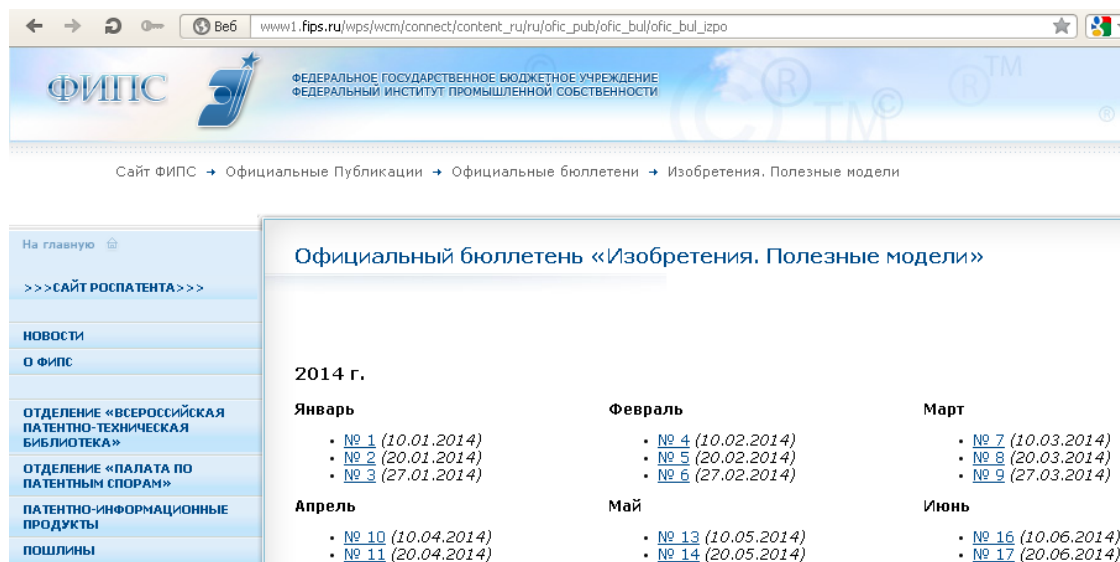 Веб
www1.fips.ru/wps/wcm/connect/content_ru/ru/ofic_pub/ofic_bul/ofic_bul_izpo
ФИПС
ФЕДЕРАЛЬНОЕ ГОСУДАРСТВЕННОЕ БЮДЖЕТНОЕ УЧРЕЖДЕНИЕ
ФЕДЕРАЛЬНЫЙ ИНСТИТУТ ПРОМЫШЛЕННОЙ СОБСТВЕННОСТИ
© ® TM © ® TM ®
Сайт ФИПС → Официальные Публикации → Официальные бюллетени → Изобретения. Полезные модели
На главную
>>>САЙТ РОСПАТЕНТА>>>
НОВОСТИ
О ФИПС
ОТДЕЛЕНИЕ «ВСЕРОССИЙСКАЯ
ПАТЕНТНО-ТЕХНИЧЕСКАЯ
БИБЛИОТЕКА»
ОТДЕЛЕНИЕ «ПАЛАТА ПО
ПАТЕНТНЫМ СПОРАМ»
ПАТЕНТНО-ИНФОРМАЦИОННЫЕ
ПРОДУКТЫ
ПОШЛИНЫ
Официальный бюллетень «Изобретения. Полезные модели»
2014 г.
Январь
• № 1 (10.01.2014)
• № 2 (20.01.2014)
• № 3 (27.01.2014)
Февраль
• № 4 (10.02.2014)
• № 5 (20.02.2014)
• № 6 (27.02.2014)
Март
• № 7 (10.03.2014)
• № 8 (20.03.2014)
• № 9 (27.03.2014)
Апрель
• № 10 (10.04.2014)
• № 11 (20.04.2014)
Май
• № 13 (10.05.2014)
• № 14 (20.05.2014)
Июнь
• № 16 (10.06.2014)
• № 17 (20.06.2014)